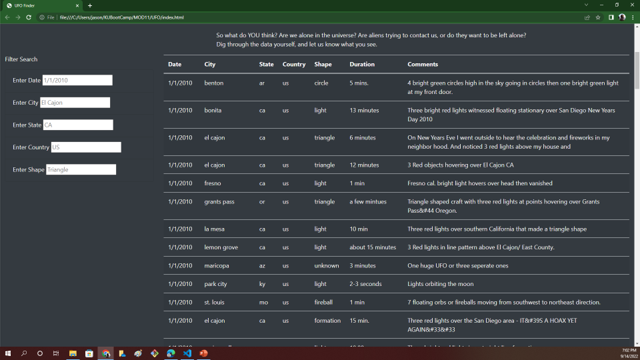 UFO Finder
File | file:///C:/Users/jason/KUBootCamp/MOD11/UFO/index.html
So what do YOU think? Are we alone in the universe? Are aliens trying to contact us, or do they want to be left alone?
Dig through the data yourself, and let us know what you see.
Filter Search
Enter Date 1/1/2010
Enter City El Cajon
Enter State CA
Enter Country US
Enter Shape Triangle
Date City State Country Shape Duration Comments
1/1/2010 benton ar us circle 5 mins. 4 bright green circles high in the sky going in circles then one bright green light
at my front door.
1/1/2010 bonita ca us light 13 minutes Three bright red lights witnessed floating stationary over San Diego New Years
Day 2010
1/1/2010 el cajon ca us triangle 6 minutes On New Years Eve I went outside to hear the celebration and fireworks in my
neighbor hood. And noticed 3 red lights above my house and
1/1/2010 el cajon ca us triangle 12 minutes 3 Red objects hovering over El Cajon CA
1/1/2010 fresno ca us light 1 min Fresno cal. bright light hovers over head then vanished
1/1/2010 grants pass or us triangle a few mintues Triangle shaped craft with three red lights at points hovering over Grants
Pass&#44 Oregon.
1/1/2010 la mesa ca us light 10 min Three red lights over southern California that made a triangle shape
1/1/2010 lemon grove ca us light about 15 minutes 3 Red lights in line pattern above El Cajon/ East County.
1/1/2010 maricopa az us unknown 3 minutes One huge UFO or three seperate ones
1/1/2010 park city ky us light 2-3 seconds Lights orbiting the moon
1/1/2010 st. louis mo us fireball 1 min 7 floating orbs or fireballs moving from southwest to northeast direction.
1/1/2010 el cajon ca us formation 15 min. Three red lights over the San Diego area - IT&#39S A HOAX YET
AGAIN&#33&#33
7:02 PM
9/14/2022